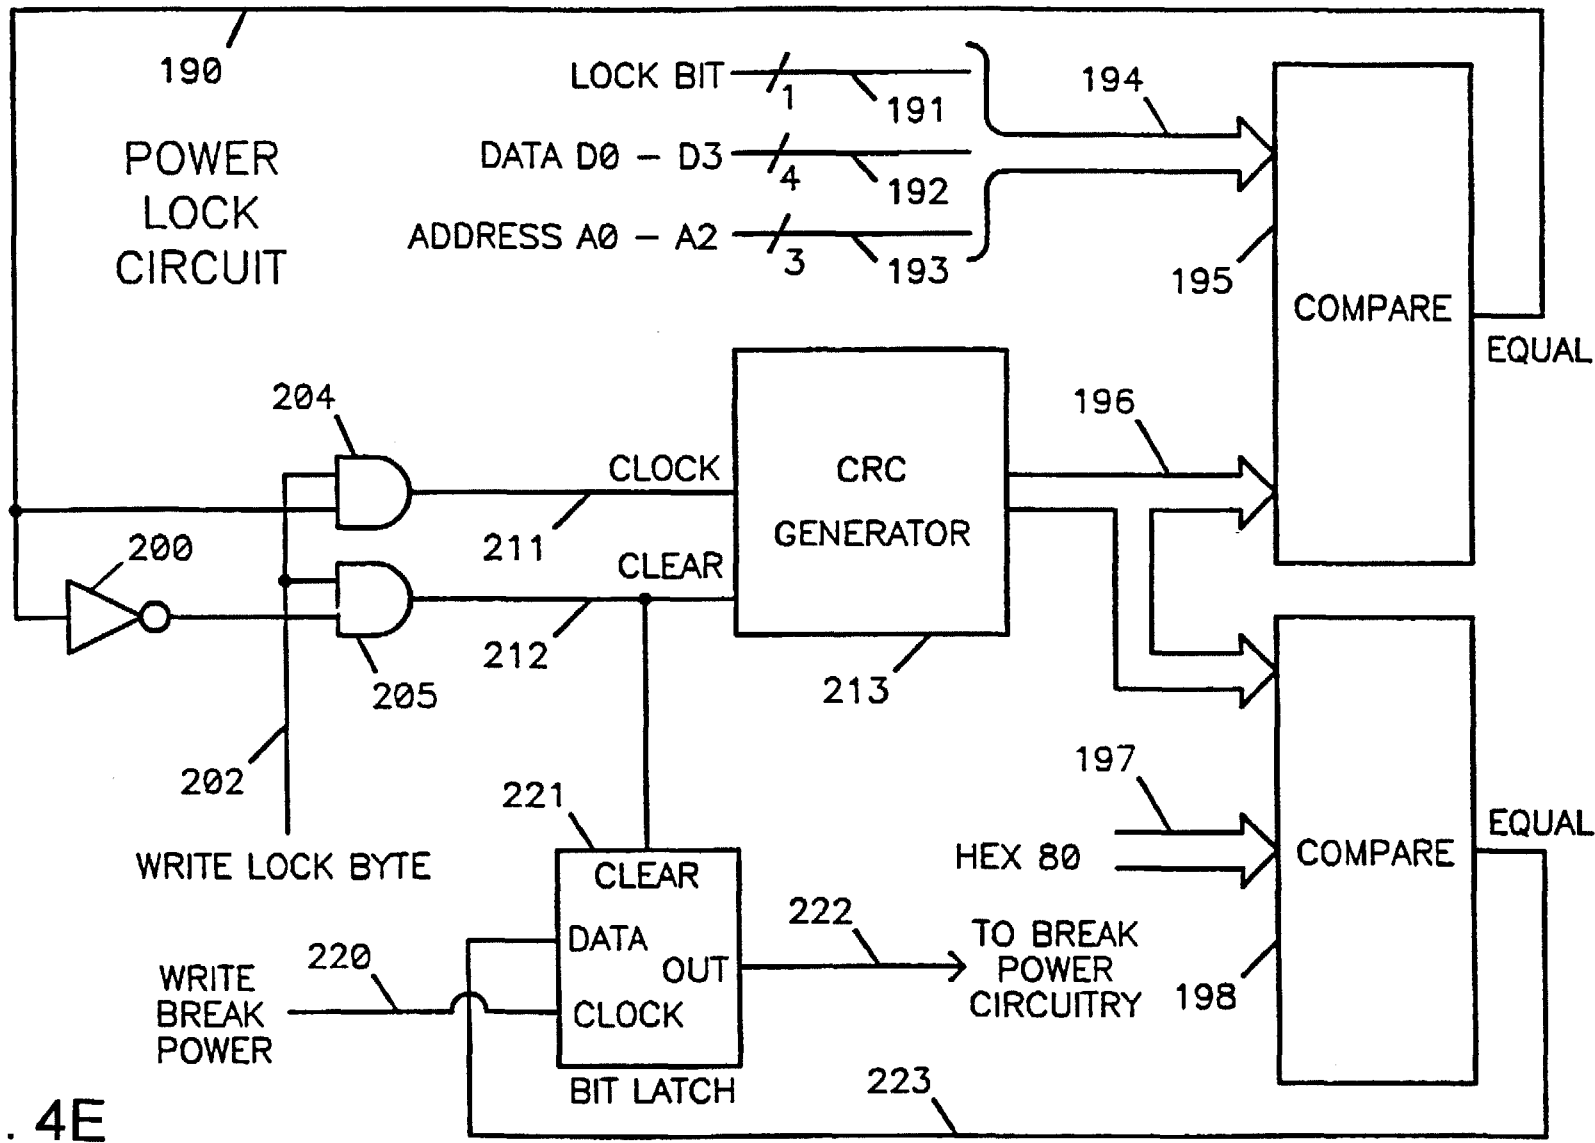 190
LOCK BIT
1
191
194
POWER
LOCK
CIRCUIT
DATA D0 - D3
4
192
ADDRESS A0 - A2
3
193
195
COMPARE
EQUAL
204
196
CLOCK
CRC
GENERATOR
200
211
CLEAR
212
205
213
202
197
221
WRITE LOCK BYTE
CLEAR
HEX 80
COMPARE
EQUAL
222
DATA
OUT
TO BREAK
POWER
CIRCUITRY
198
WRITE
BREAK
POWER
220
CLOCK
BIT LATCH
223
. 4E